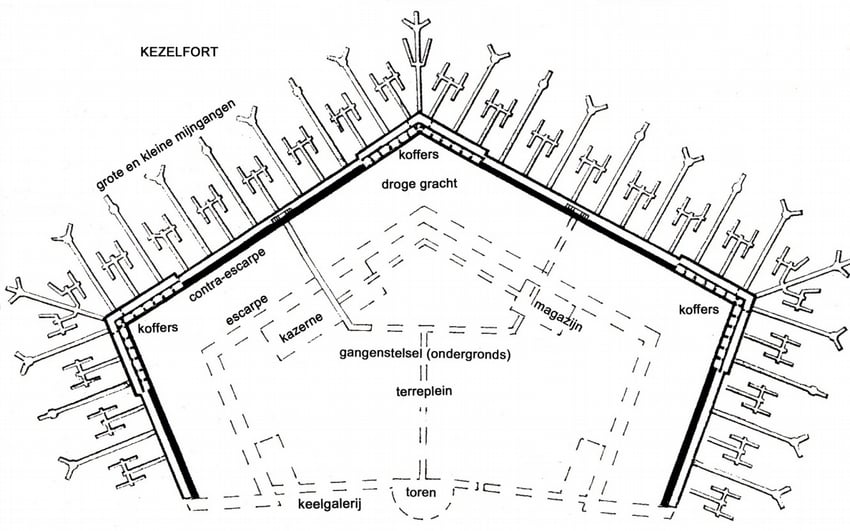 KEZELFORT
grote en kleine mijngangen
koffers
droge gracht
contra-escarpe
escarpe
koffers
kazerne
magazijn
koffers
gangenstelsel (ondergronds)
terreplein
toren
keelgalerij